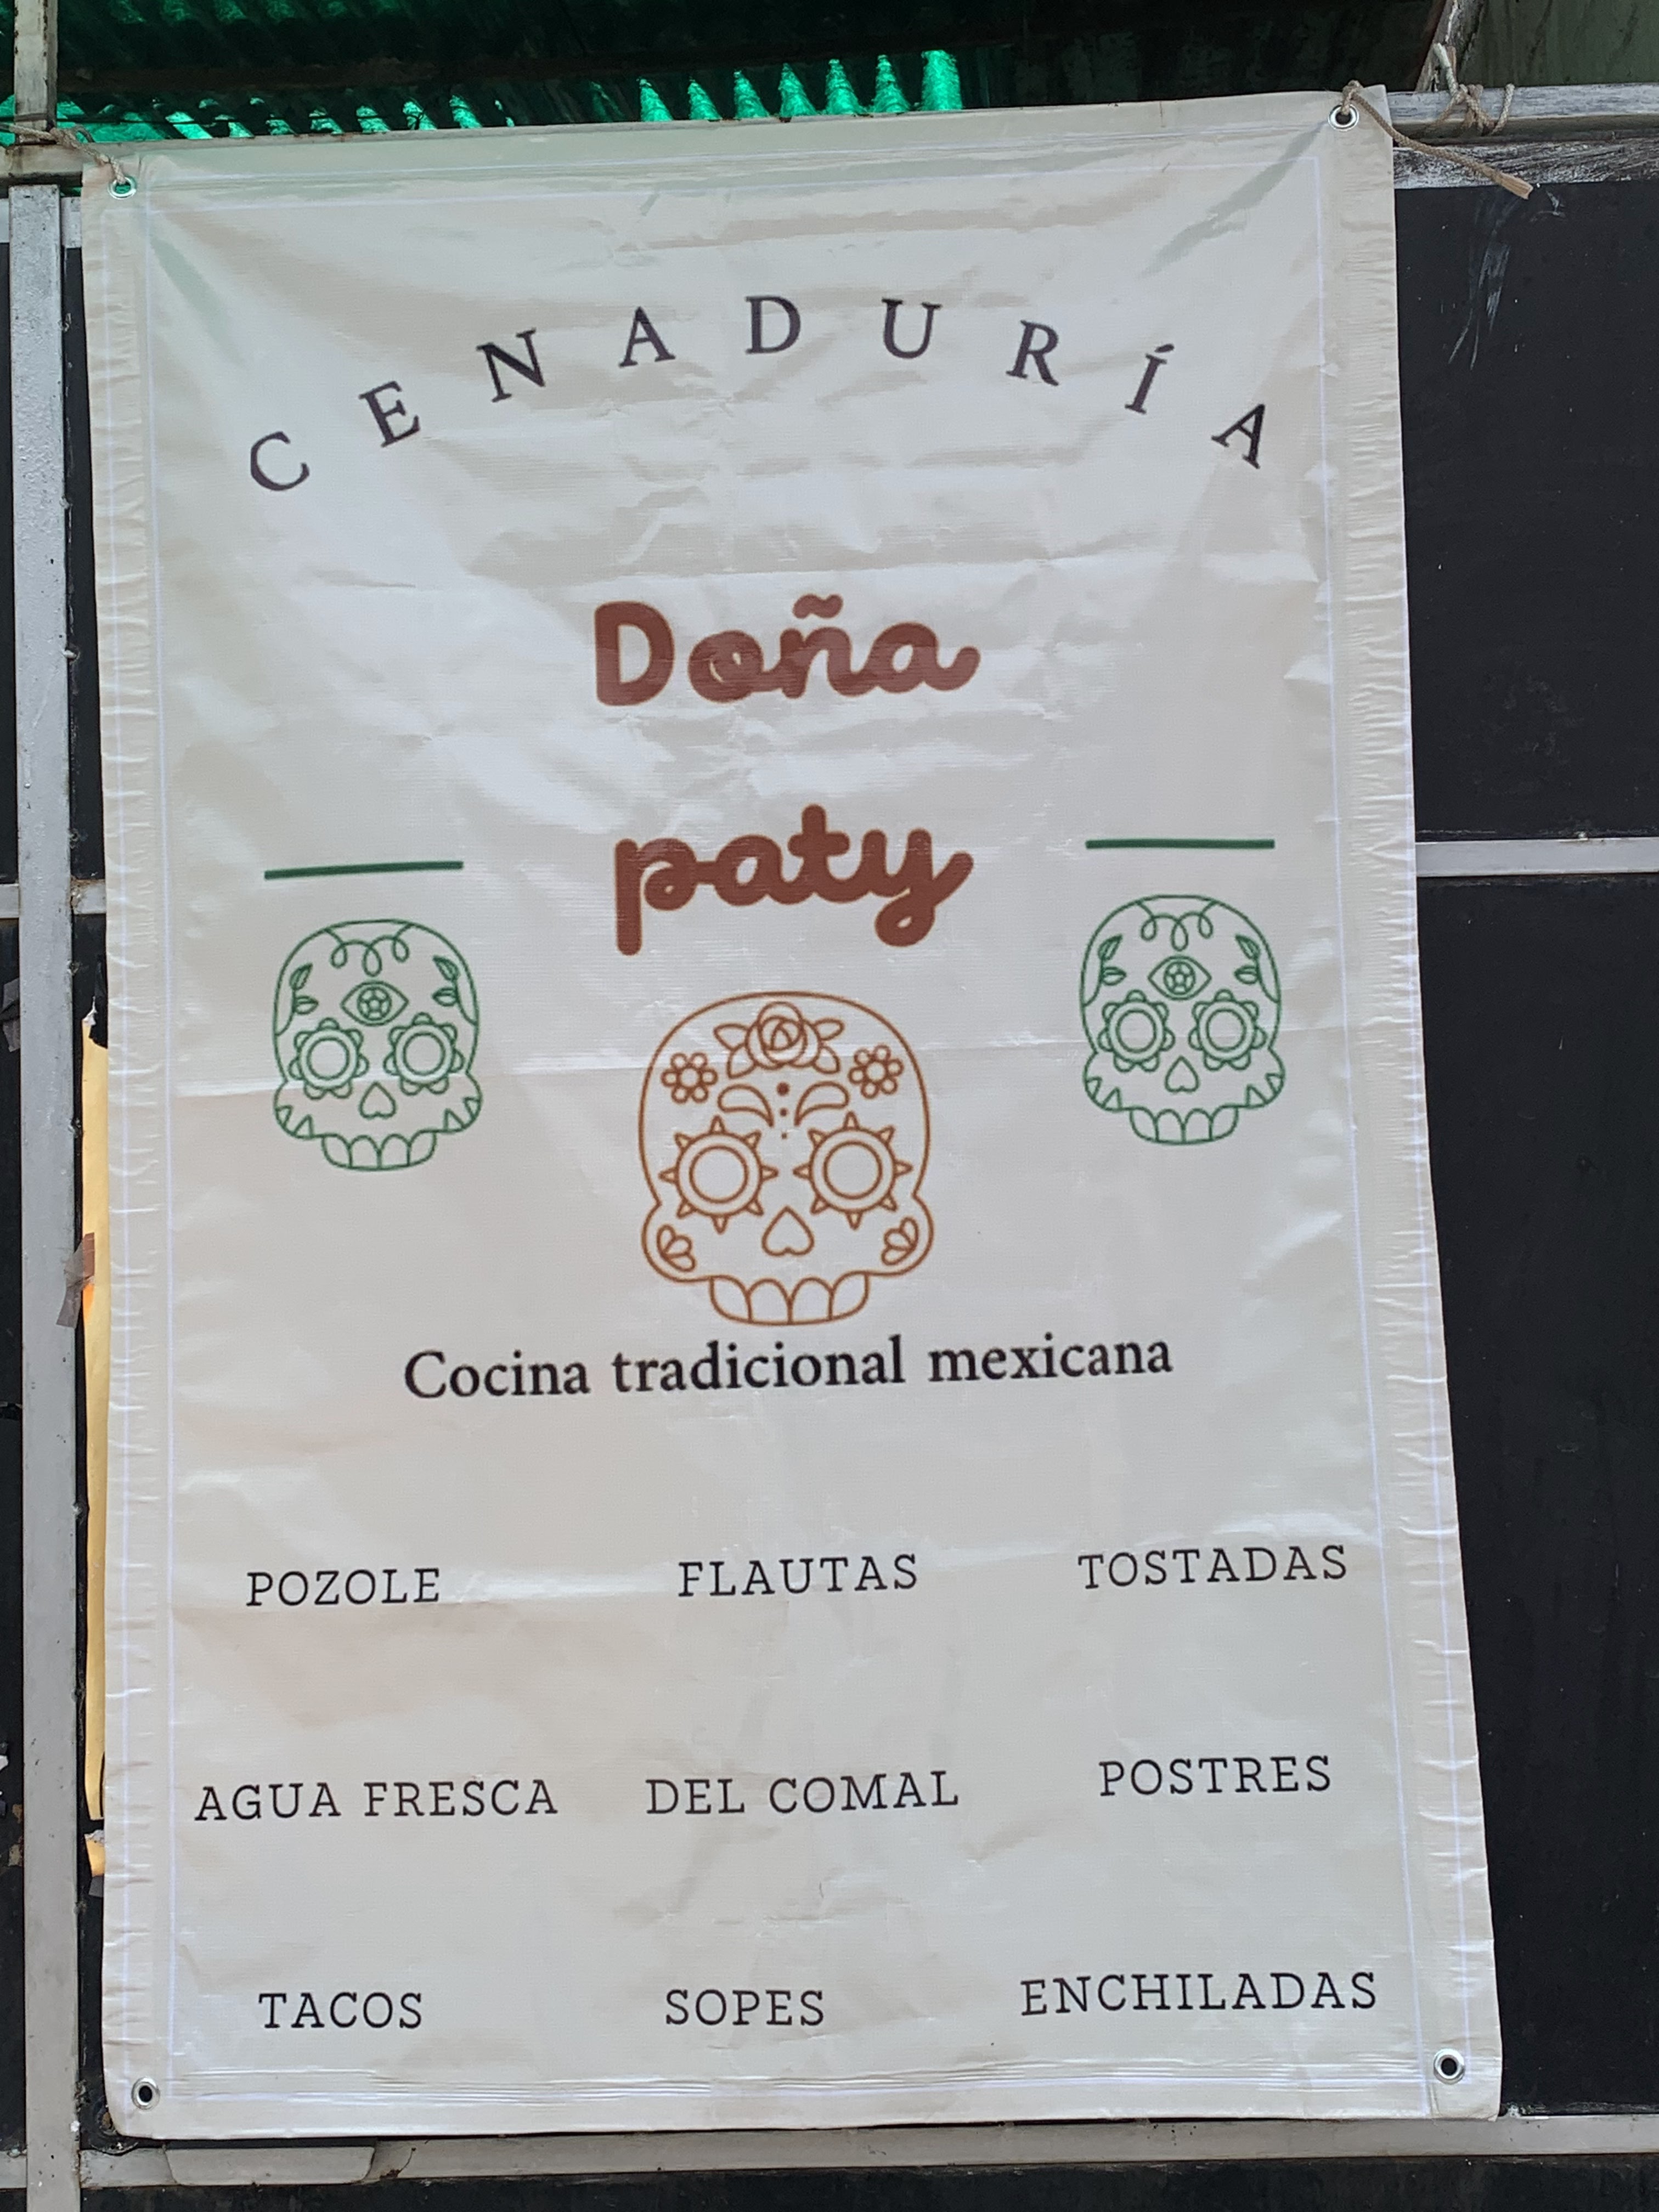 CENADURÍA
Doña
paty
Cocina tradicional mexicana
POZOLE FLAUTAS TOSTADAS
AGUA FRESCA DEL COMAL POSTRES
TACOS SOPES ENCHILADAS